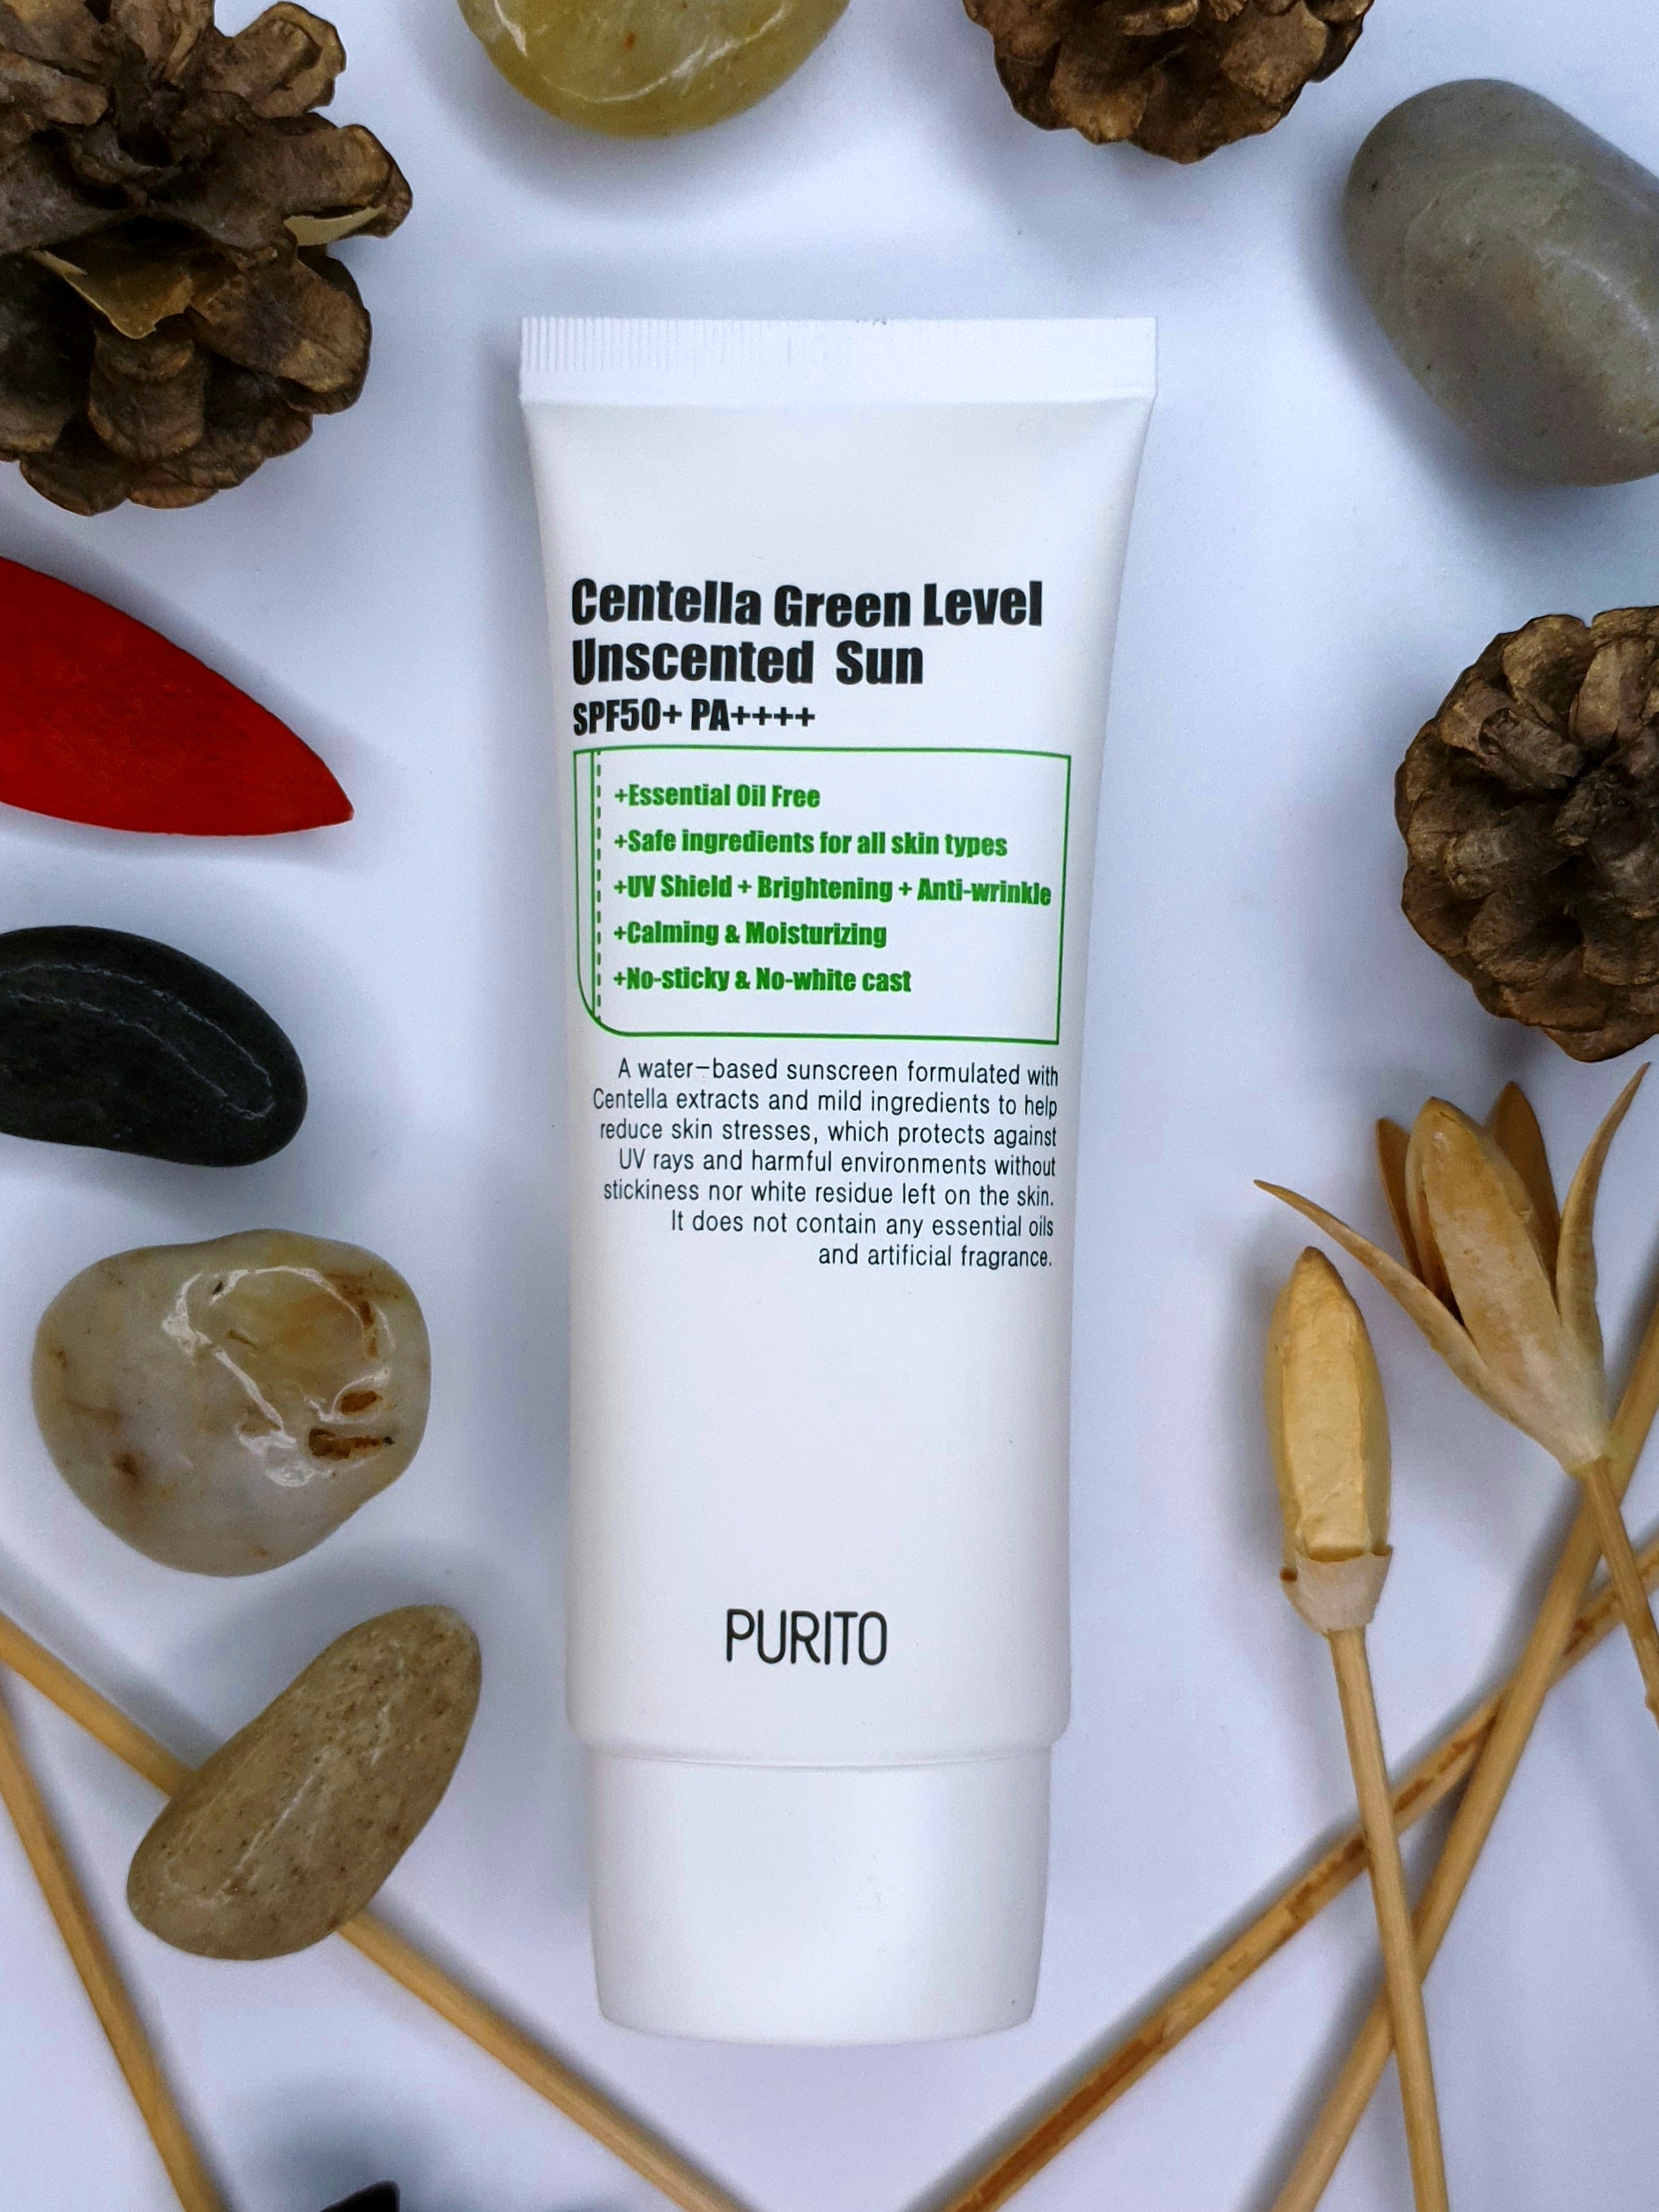 Centella Green Level
Unscented Sun
SPF50+ PA++++
+Essential Oil Free
+Safe ingredients for all skin types
+UV Shield + Brightening + Anti-wrinkle
+Calming & Moisturizing
+No-sticky & No-white cast
A water-based sunscreen formulated with
Centella extracts and mild ingredients to help
reduce skin stresses, which protects against
UV rays and harmful environments without
stickiness nor white residue left on the skin.
It does not contain any essential oils
and artificial fragrance.
PURITO